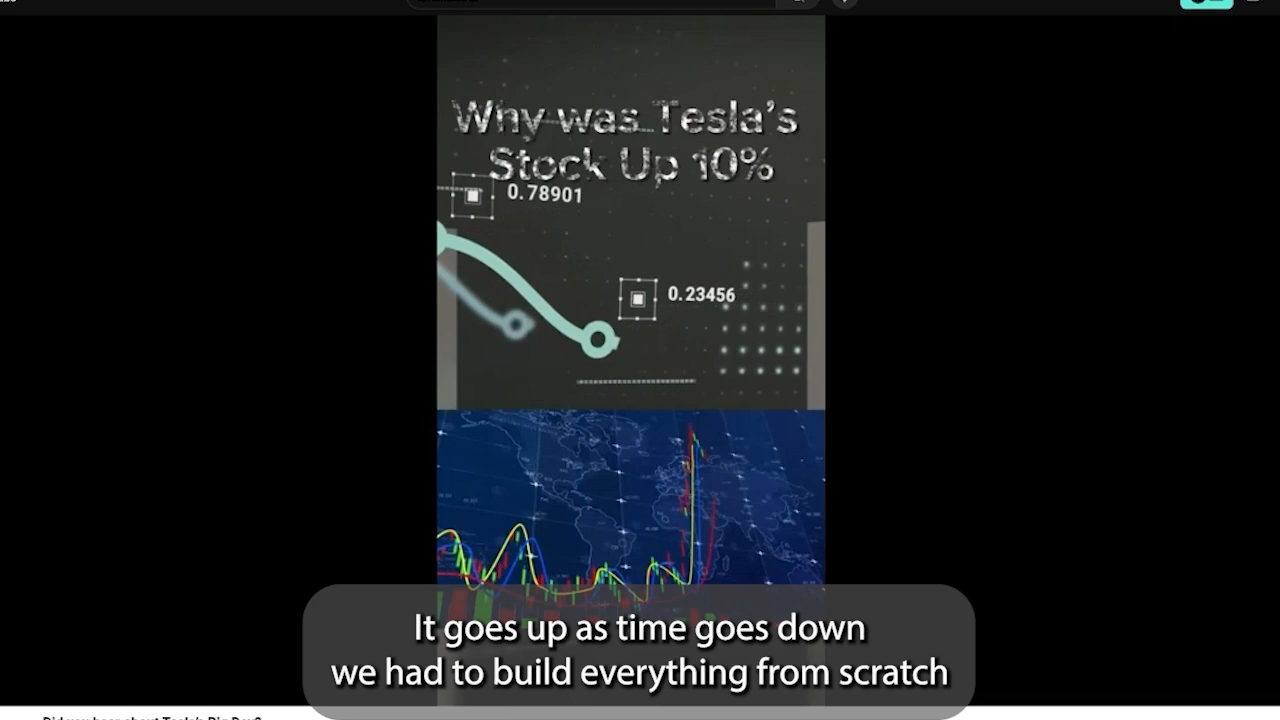 Why was Tesla's
Stock Up 10%
0.78901
0.23456
It goes up as time goes down
we had to build everything from scratch